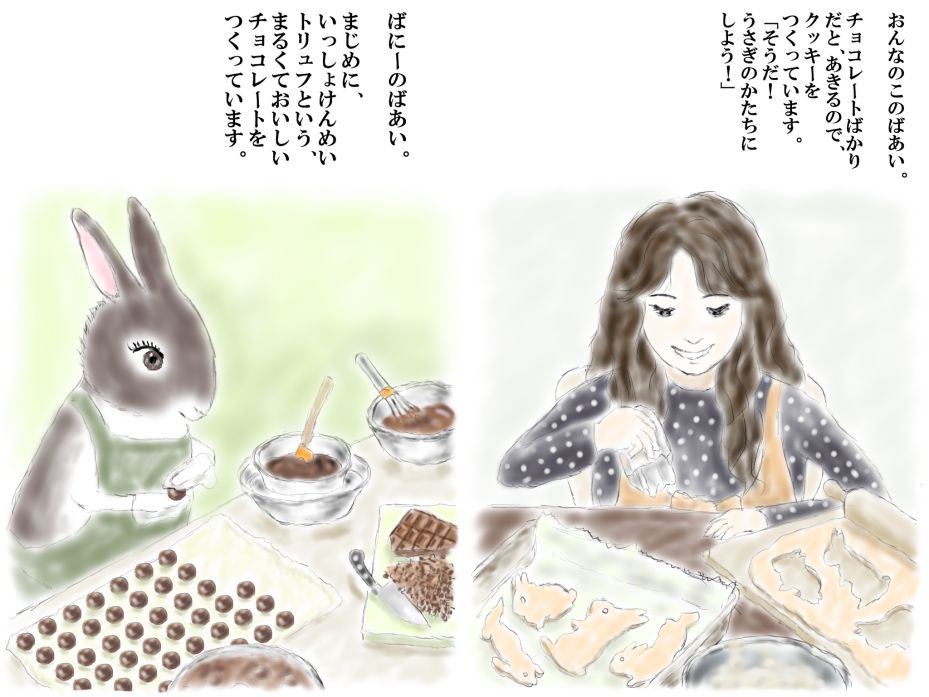 おんなのこのばあい。
チョコレートばかり
だと、あきるので、
クッキーを
つくっています。
「そうだ！
うさぎのかたちに
しよう！」
ばにーのばあい。
まじめに、
いっしょけんめい
トリュフという、
まるくておいしい
チョコレートを
つくっています。